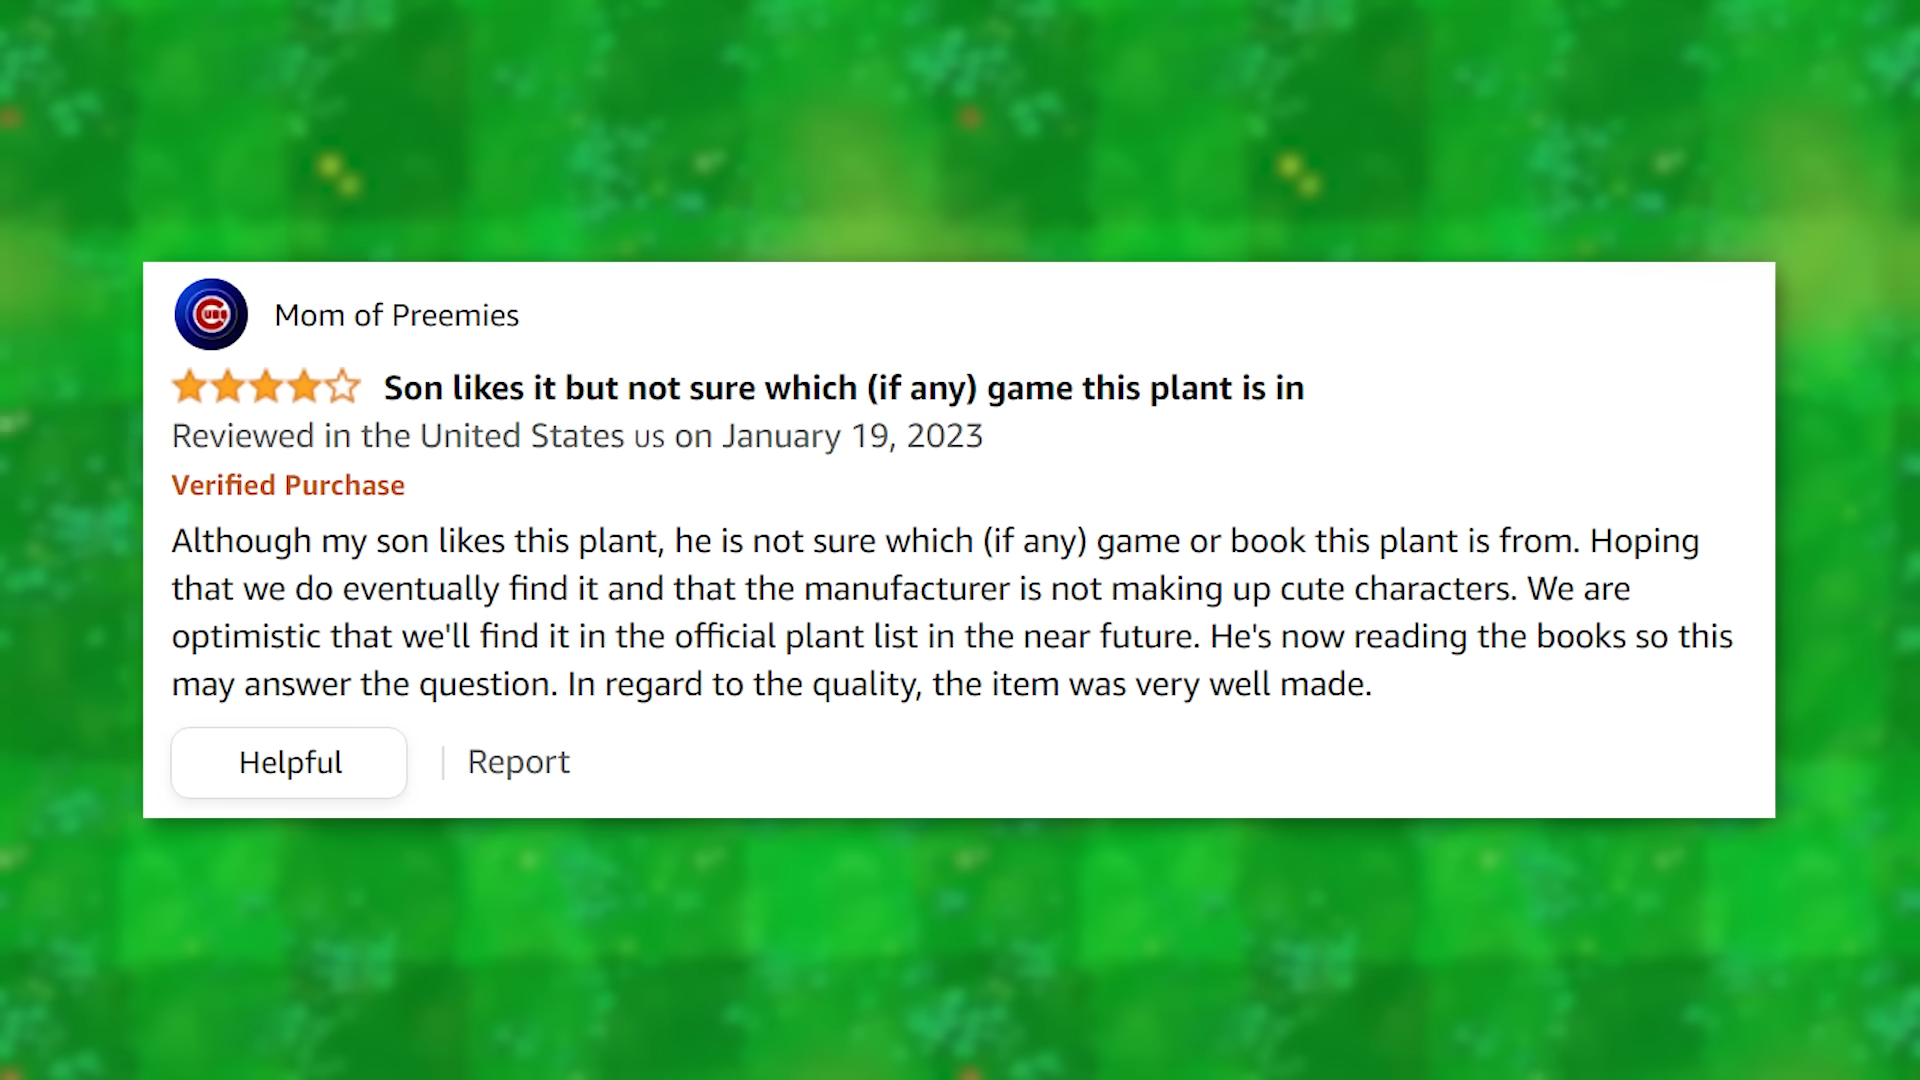 CUBS
Mom of Preemies
Son likes it but not sure which (if any) game this plant is in
Reviewed in the United States US on January 19, 2023
Verified Purchase
Although my son likes this plant, he is not sure which (if any) game or book this plant is from. Hoping
that we do eventually find it and that the manufacturer is not making up cute characters. We are
optimistic that we'll find it in the official plant list in the near future. He's now reading the books so this
may answer the question. In regard to the quality, the item was very well made.
Helpful
Report